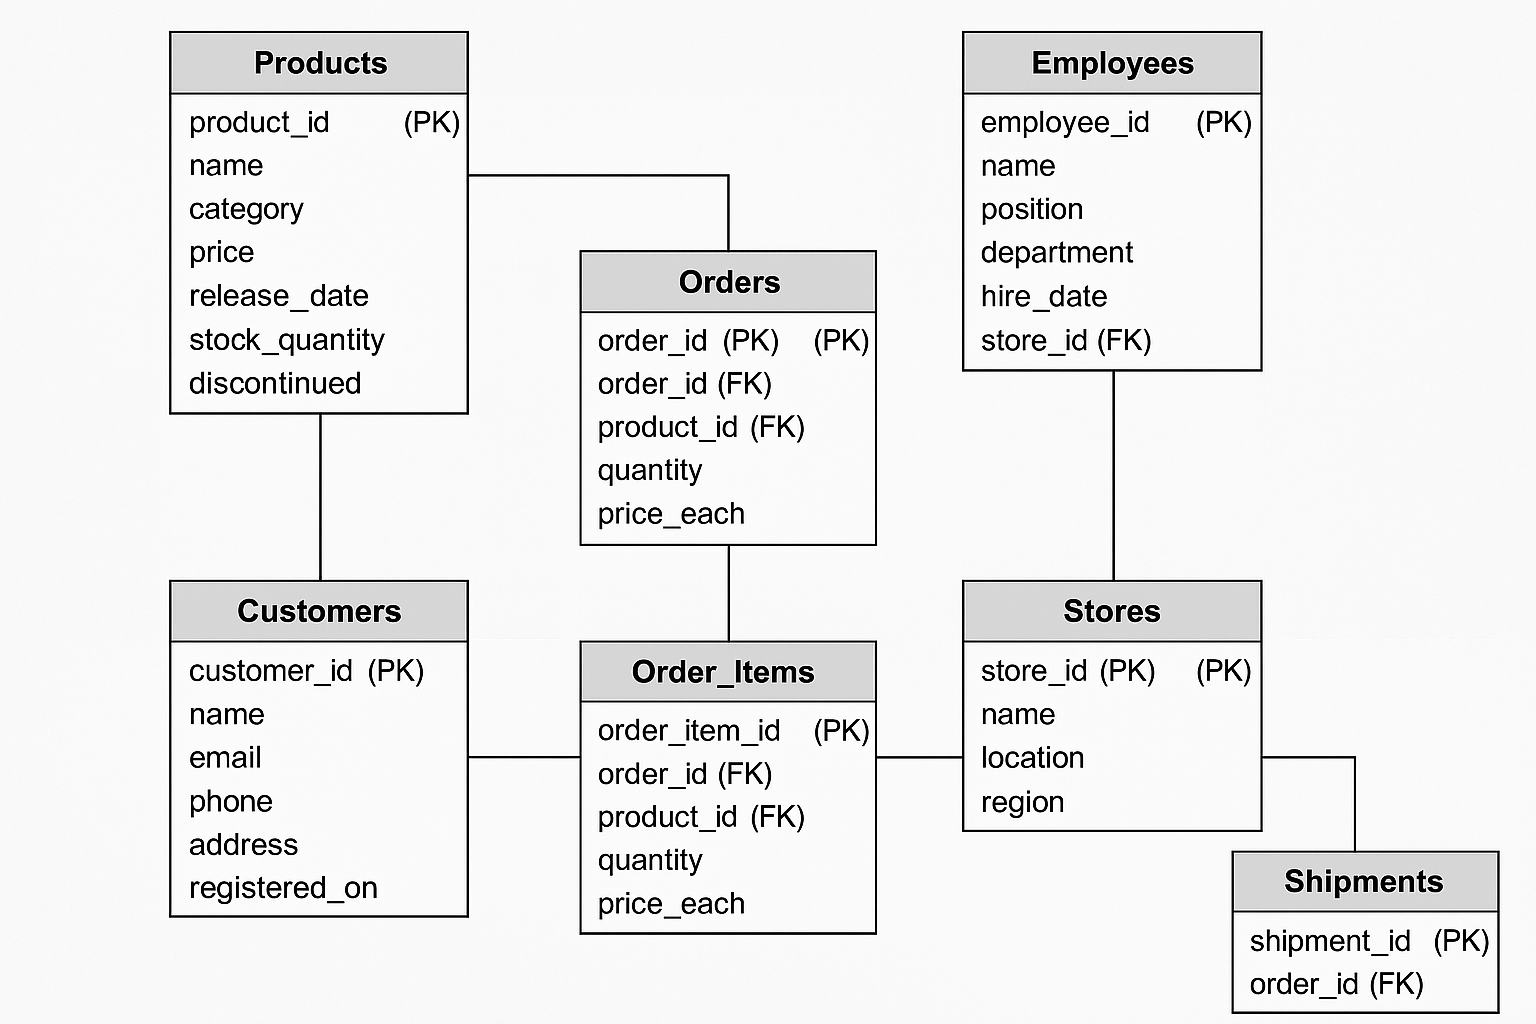 Products
product_id (PK)
name
category
price
release_date
stock_quantity
discontinued
Orders
order_id (PK) (PK)
order_id (FK)
product_id (FK)
quantity
price_each
Employees
employee_id (PK)
name
position
department
hire_date
store_id (FK)
Customers
customer_id (PK)
name
email
phone
address
registered_on
Order_Items
order_item_id (PK)
order_id (FK)
product_id (FK)
quantity
price_each
Stores
store_id (PK) (PK)
name
location
region
Shipments
shipment_id (PK)
order_id (FK)